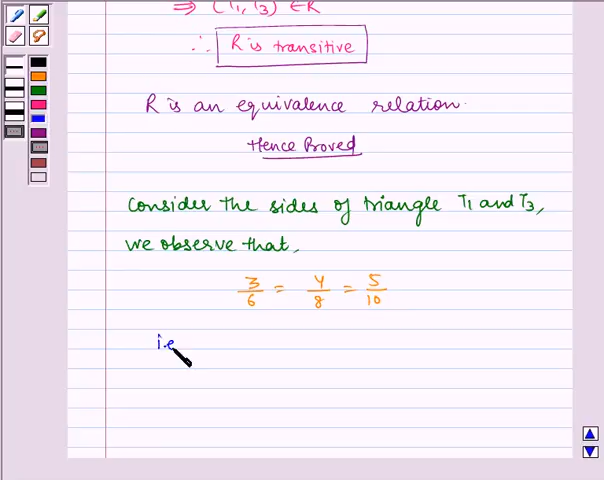 ⇒ (T₁, T₃) ∈ R
∴ R is transitive
R is an equivalence relation.
Hence Proved
Consider the sides of triangle T₁ and T₃,
we observe that,
3/6 = 4/8 = 5/10
i.e